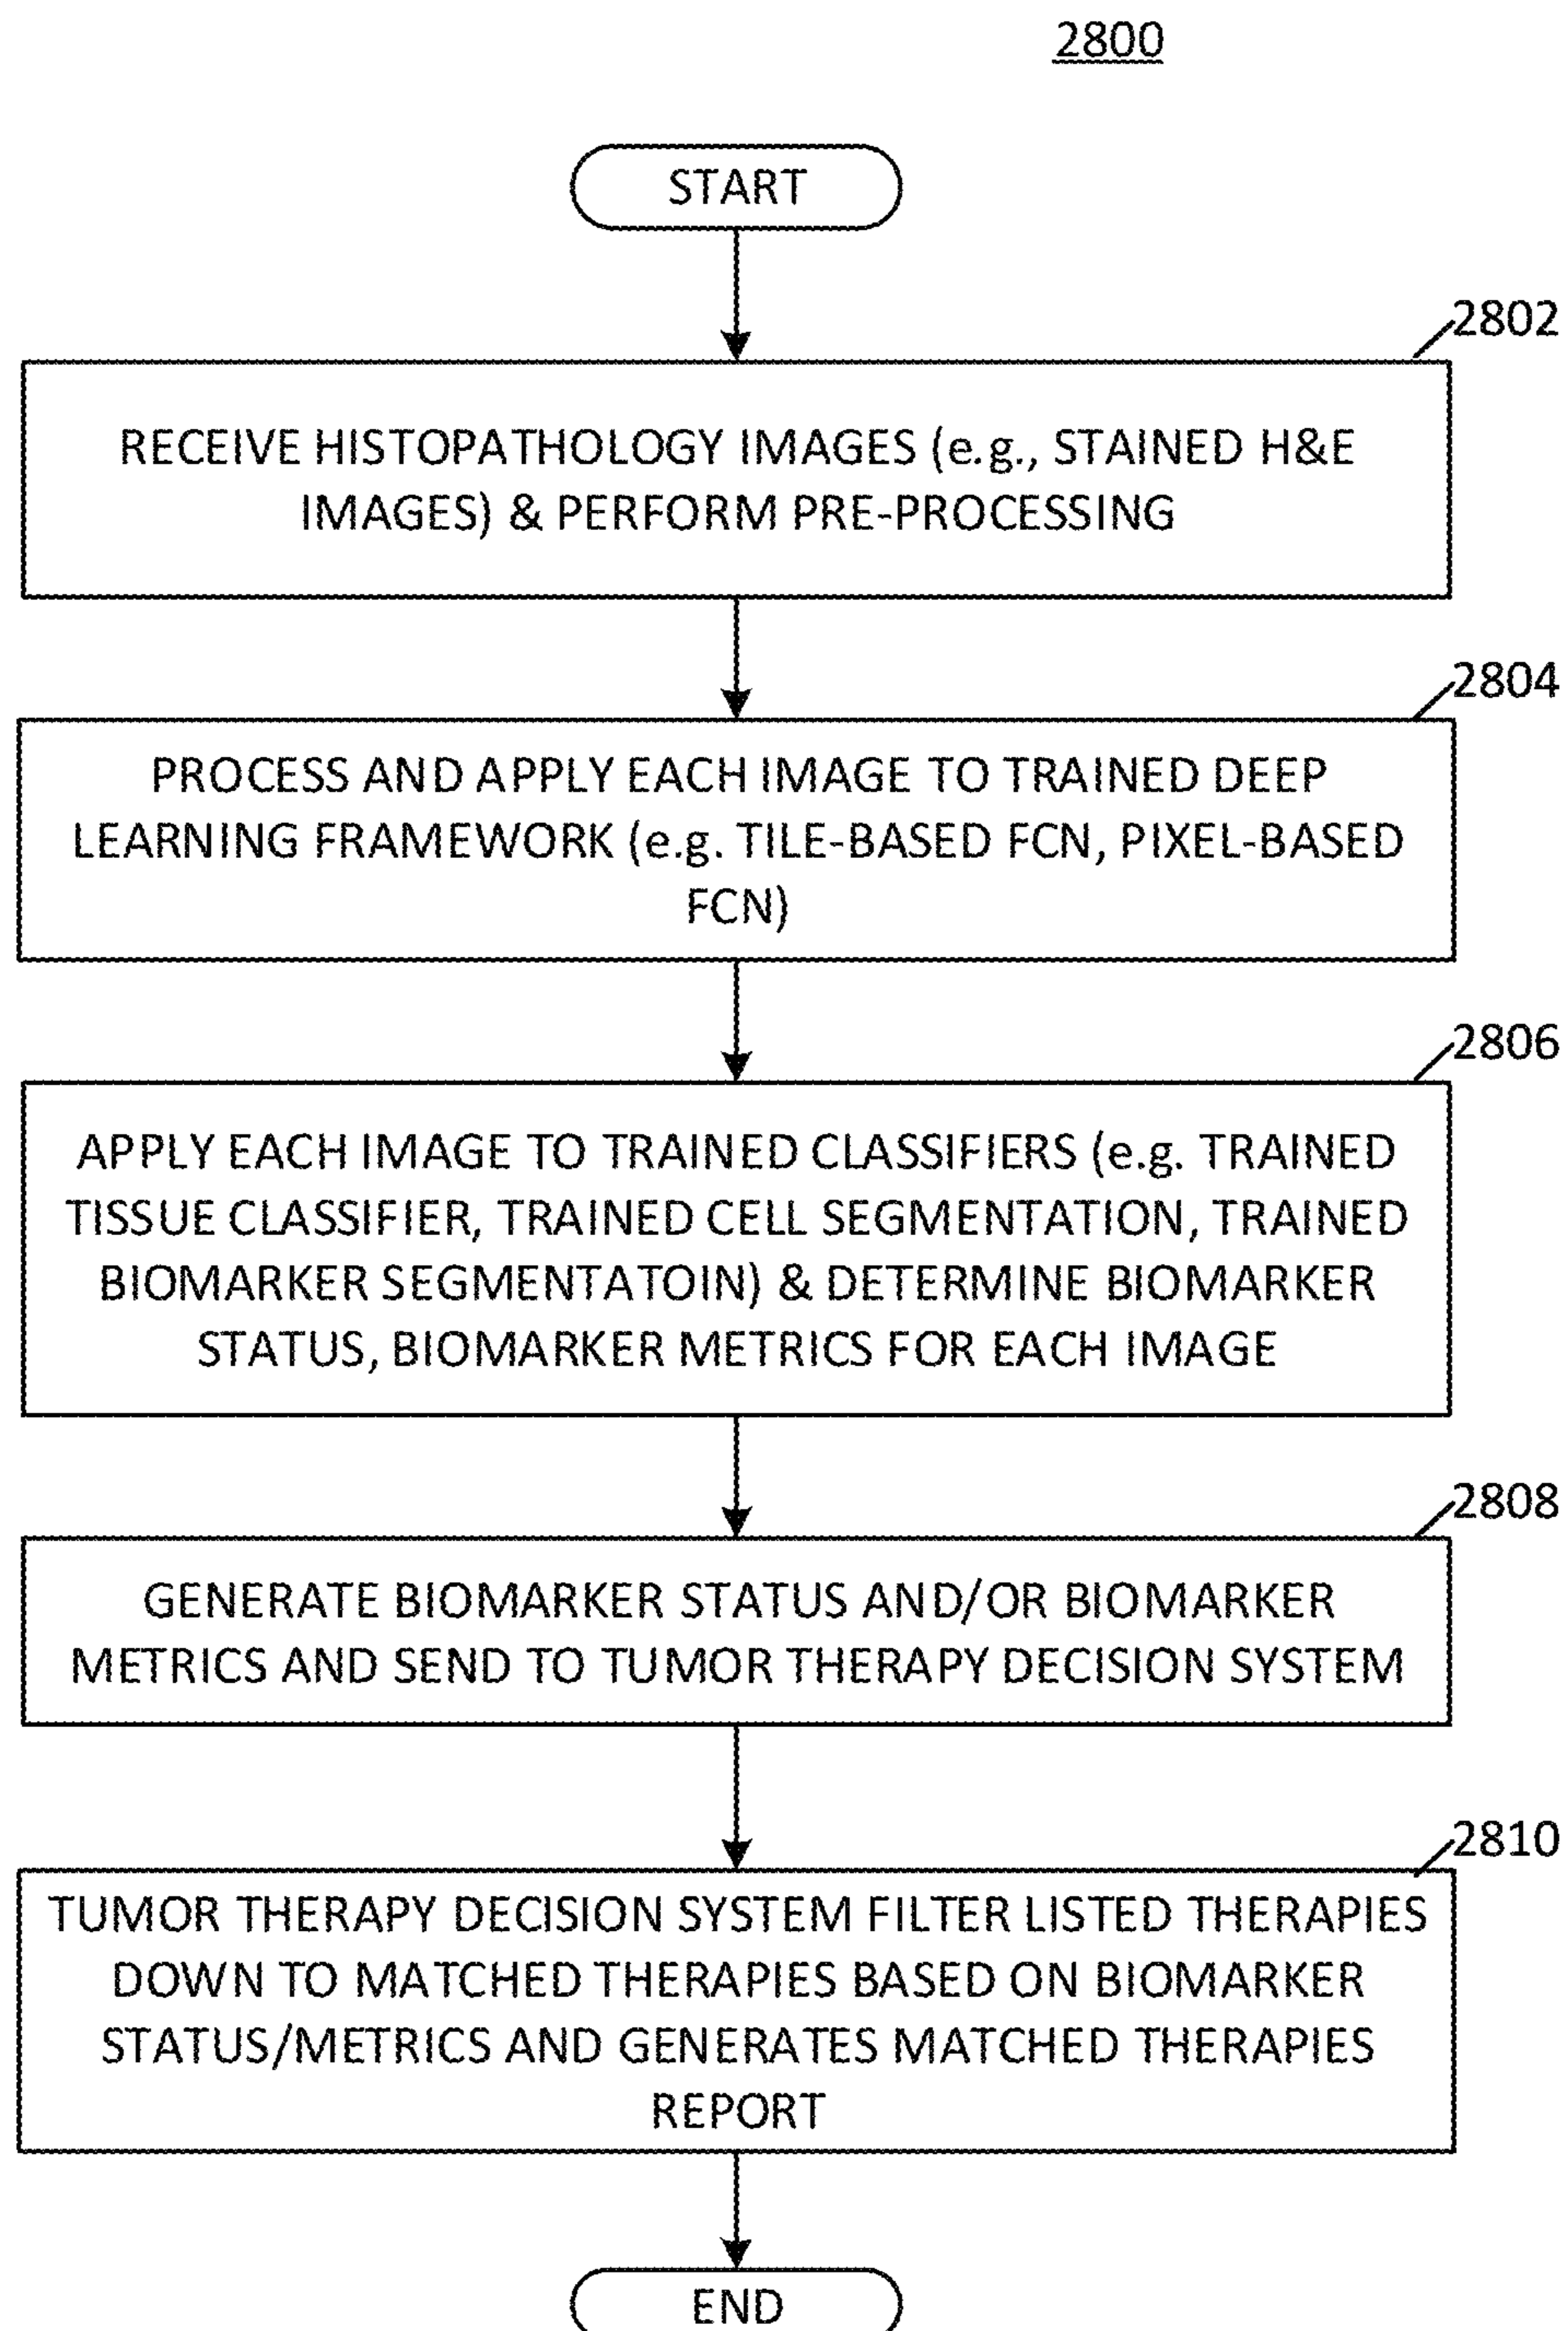 2800
START
2802
RECEIVE HISTOPATHOLOGY IMAGES (e.g., STAINED H&E
IMAGES) & PERFORM PRE-PROCESSING
2804
PROCESS AND APPLY EACH IMAGE TO TRAINED DEEP
LEARNING FRAMEWORK (e.g. TILE-BASED FCN, PIXEL-BASED
FCN)
2806
APPLY EACH IMAGE TO TRAINED CLASSIFIERS (e.g. TRAINED
TISSUE CLASSIFIER, TRAINED CELL SEGMENTATION, TRAINED
BIOMARKER SEGMENTATOIN) & DETERMINE BIOMARKER
STATUS, BIOMARKER METRICS FOR EACH IMAGE
2808
GENERATE BIOMARKER STATUS AND/OR BIOMARKER
METRICS AND SEND TO TUMOR THERAPY DECISION SYSTEM
2810
TUMOR THERAPY DECISION SYSTEM FILTER LISTED THERAPIES
DOWN TO MATCHED THERAPIES BASED ON BIOMARKER
STATUS/METRICS AND GENERATES MATCHED THERAPIES
REPORT
END